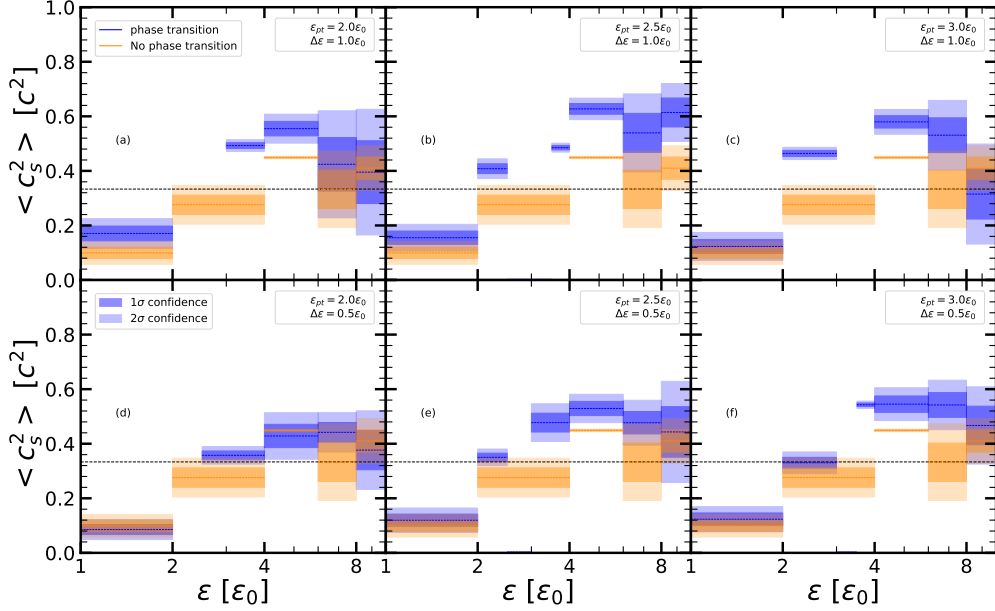 < c_s^2 > [c^2]
1.0
0.8
0.6
0.4
0.2
0.0
phase transition
No phase transition
ε_pt = 2.0ε_0
Δε = 1.0ε_0
(a)
ε_pt = 2.5ε_0
Δε = 1.0ε_0
(b)
ε_pt = 3.0ε_0
Δε = 1.0ε_0
(c)
< c_s^2 > [c^2]
0.8
0.6
0.4
0.2
0.0
1σ confidence
2σ confidence
ε_pt = 2.0ε_0
Δε = 0.5ε_0
(d)
ε_pt = 2.5ε_0
Δε = 0.5ε_0
(e)
ε_pt = 3.0ε_0
Δε = 0.5ε_0
(f)
1 2 4 8 1 2 4 8 1 2 4 8
ε [ε_0] ε [ε_0] ε [ε_0]